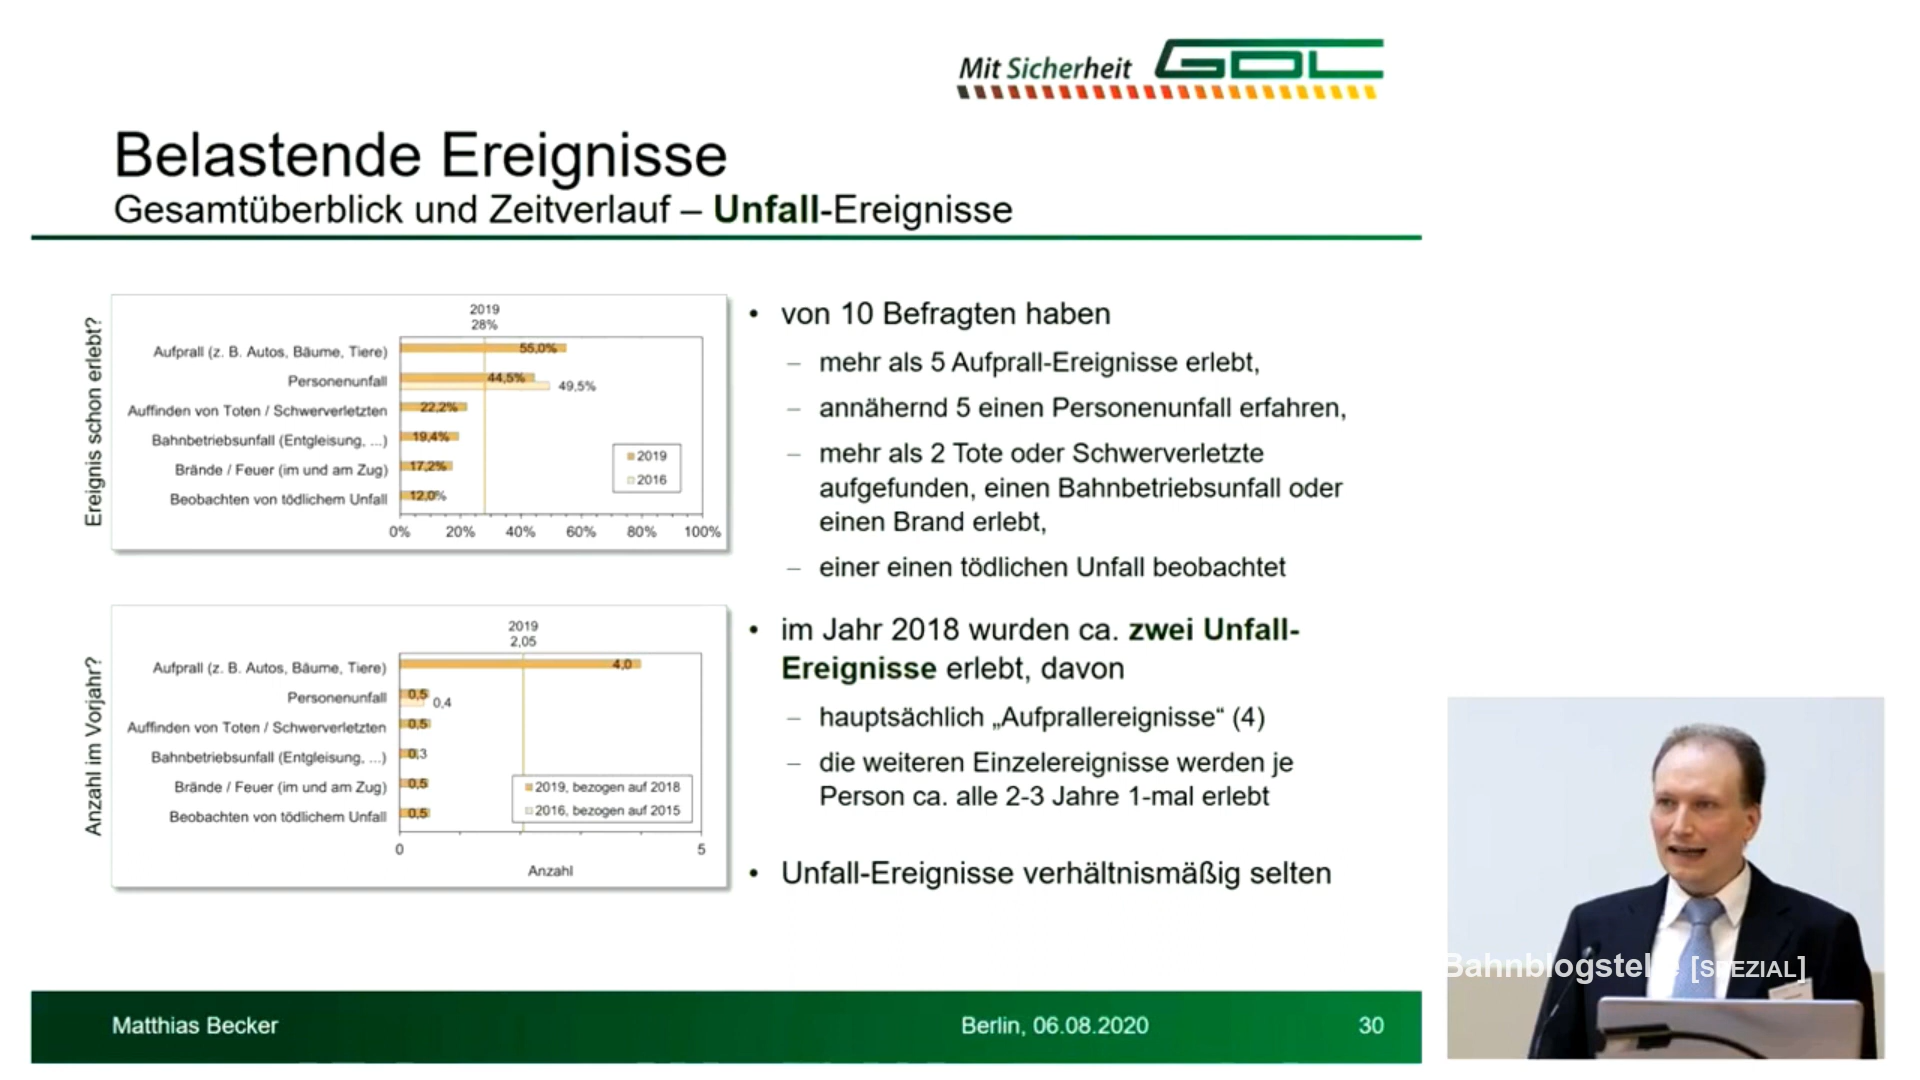 Mit Sicherheit GDL
Belastende Ereignisse
Gesamtüberblick und Zeitverlauf – Unfall-Ereignisse
Ereignis schon erlebt?
2019
28%
Aufprall (z. B. Autos, Bäume, Tiere) 55,0%
Personenunfall 44,5% 49,5%
Auffinden von Toten / Schwerverletzten 22,2%
Bahnbetriebsunfall (Entgleisung, ...) 19,4%
Brände / Feuer (im und am Zug) 17,2%
Beobachten von tödlichem Unfall 12,0%
2019
2016
0% 20% 40% 60% 80% 100%
• von 10 Befragten haben
– mehr als 5 Aufprall-Ereignisse erlebt,
– annähernd 5 einen Personenunfall erfahren,
– mehr als 2 Tote oder Schwerverletzte
aufgefunden, einen Bahnbetriebsunfall oder
einen Brand erlebt,
– einer einen tödlichen Unfall beobachtet
Anzahl im Vorjahr?
2019
2,05
Aufprall (z. B. Autos, Bäume, Tiere) 4,0
Personenunfall 0,5 0,4
Auffinden von Toten / Schwerverletzten 0,5
Bahnbetriebsunfall (Entgleisung, ...) 0,3
Brände / Feuer (im und am Zug) 0,5
Beobachten von tödlichem Unfall 0,5
2019, bezogen auf 2018
2016, bezogen auf 2015
0 5
Anzahl
• im Jahr 2018 wurden ca. zwei Unfall-
Ereignisse erlebt, davon
– hauptsächlich „Aufprallereignisse“ (4)
– die weiteren Einzelereignisse werden je
Person ca. alle 2-3 Jahre 1-mal erlebt
• Unfall-Ereignisse verhältnismäßig selten
Matthias Becker Berlin, 06.08.2020 30
Bahnblogstelle [SPEZIAL]